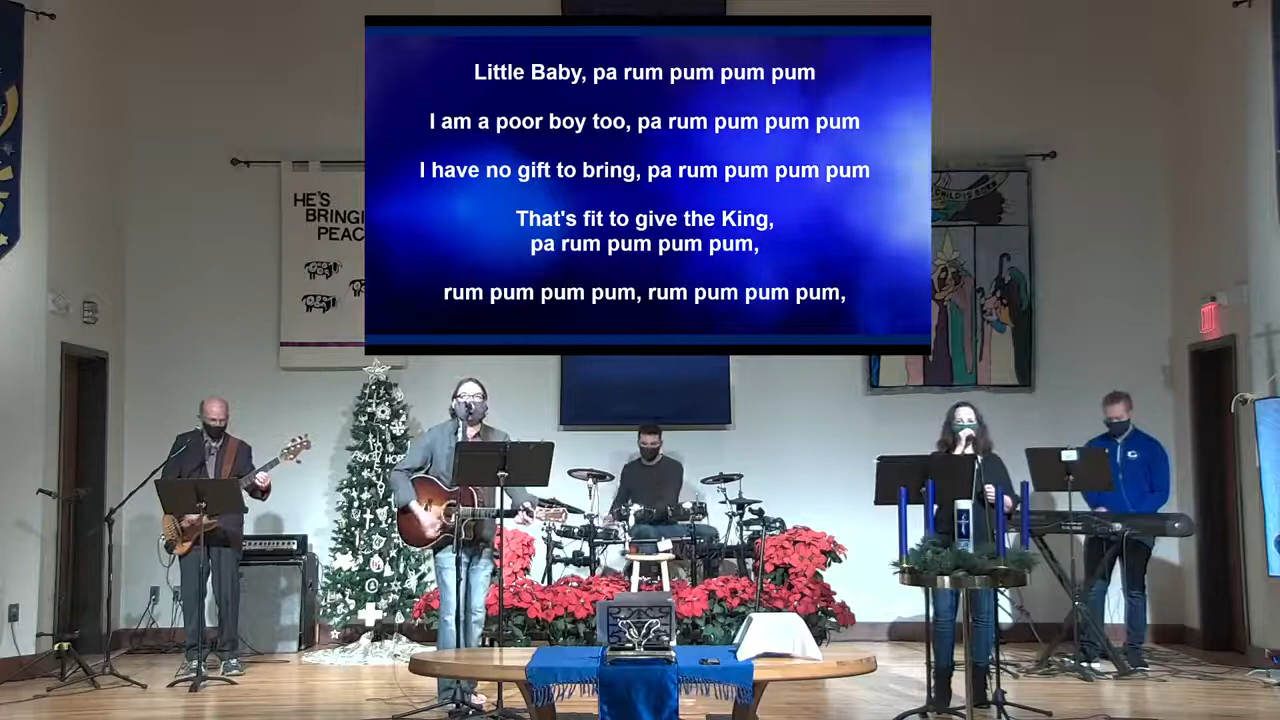 Little Baby, pa rum pum pum pum
I am a poor boy too, pa rum pum pum pum
I have no gift to bring, pa rum pum pum pum
That's fit to give the King,
pa rum pum pum pum,
rum pum pum pum, rum pum pum pum,
HE'S
BRINGI
PEAC